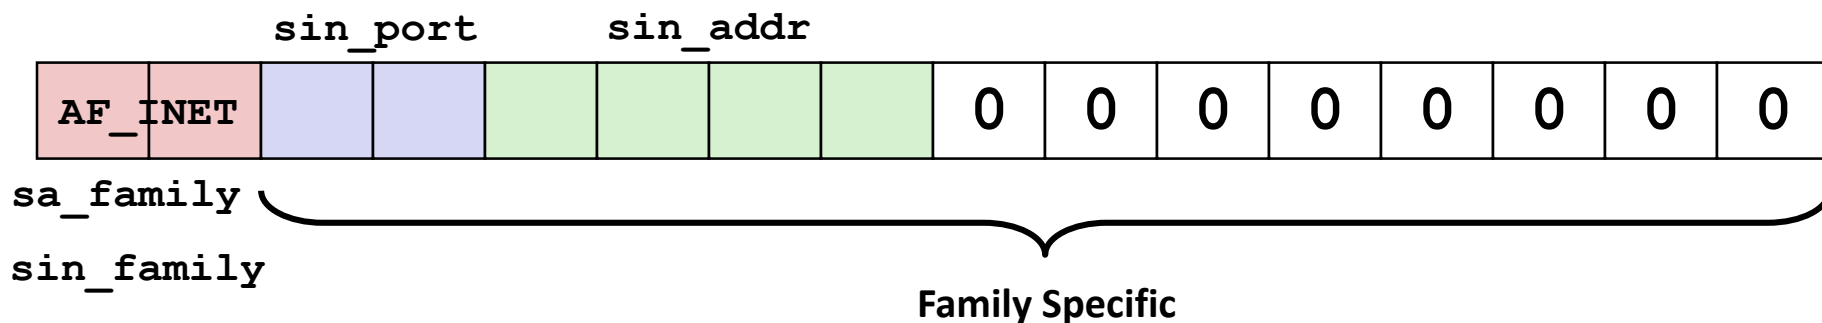 sin_port sin_addr
AF_INET 0 0 0 0 0 0 0 0
sa_family
sin_family
Family Specific